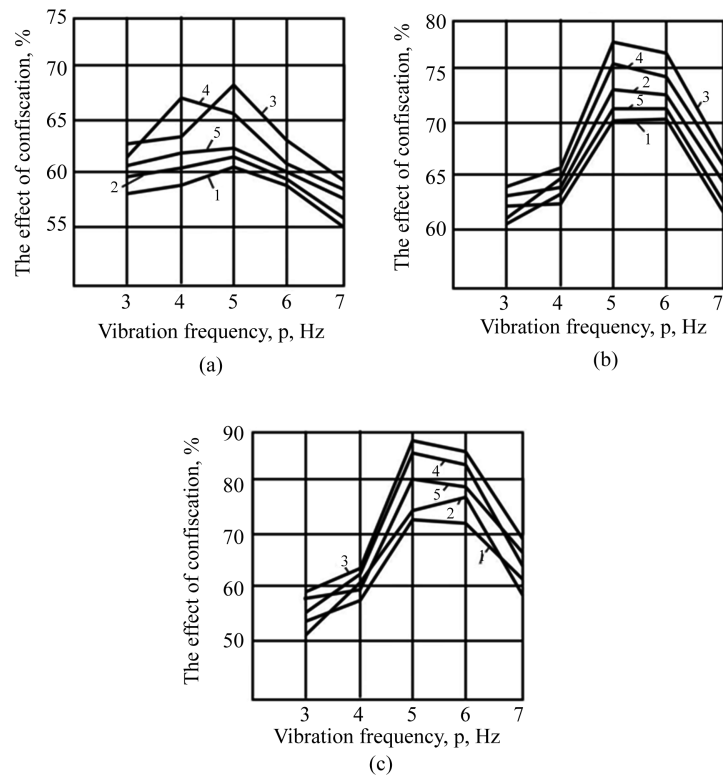 The effect of confiscation, %
75
70
65
60
55
4
3
5
2
1
3 4 5 6 7
Vibration frequency, p, Hz
(a)
The effect of confiscation, %
80
75
70
65
60
4
2
3
5
1
3 4 5 6 7
Vibration frequency, p, Hz
(b)
The effect of confiscation, %
90
80
70
60
50
4
5
2
3
1
3 4 5 6 7
Vibration frequency, p, Hz
(c)